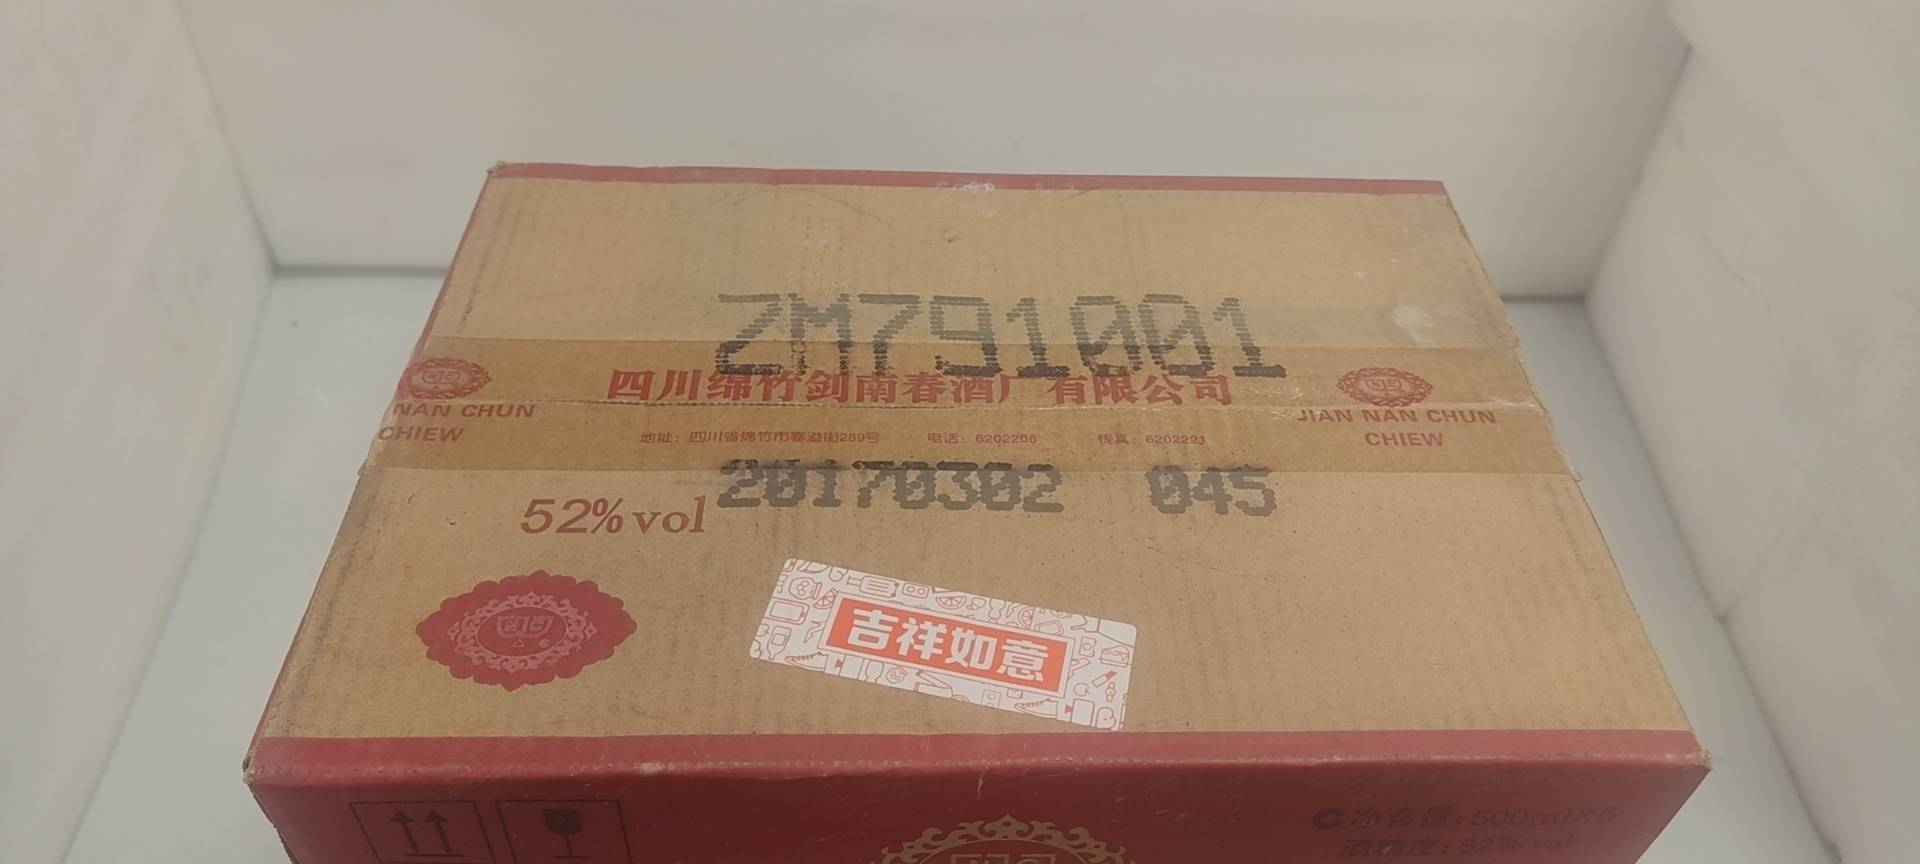 ZM791001
四川绵竹剑南春酒厂有限公司
NAN CHUN
CHIEW
JIAN NAN CHUN
CHIEW
地址：四川省绵竹市春溢街289号 电话：6202206 传真：6202221
20170302 045
52%vol
吉祥如意
净含量：500ml×6
酒精度：52%vol